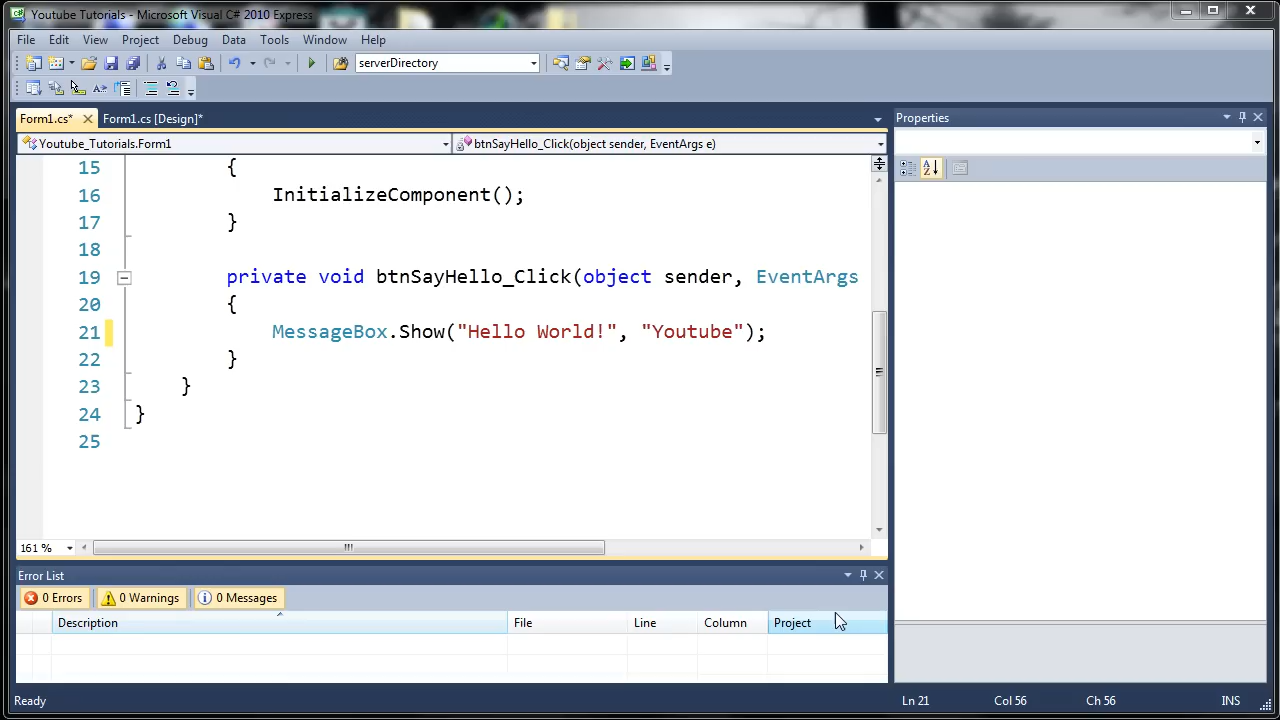 Youtube Tutorials - Microsoft Visual C# 2010 Express
File Edit View Project Debug Data Tools Window Help
serverDirectory
Form1.cs* Form1.cs [Design]*
Properties
Youtube_Tutorials.Form1 btnSayHello_Click(object sender, EventArgs e)
15 {
16 InitializeComponent();
17 }
18
19 private void btnSayHello_Click(object sender, EventArgs
20 {
21 MessageBox.Show("Hello World!", "Youtube");
22 }
23 }
24 }
25
161 %
Error List
0 Errors 0 Warnings 0 Messages
Description File Line Column Project
Ready Ln 21 Col 56 Ch 56 INS